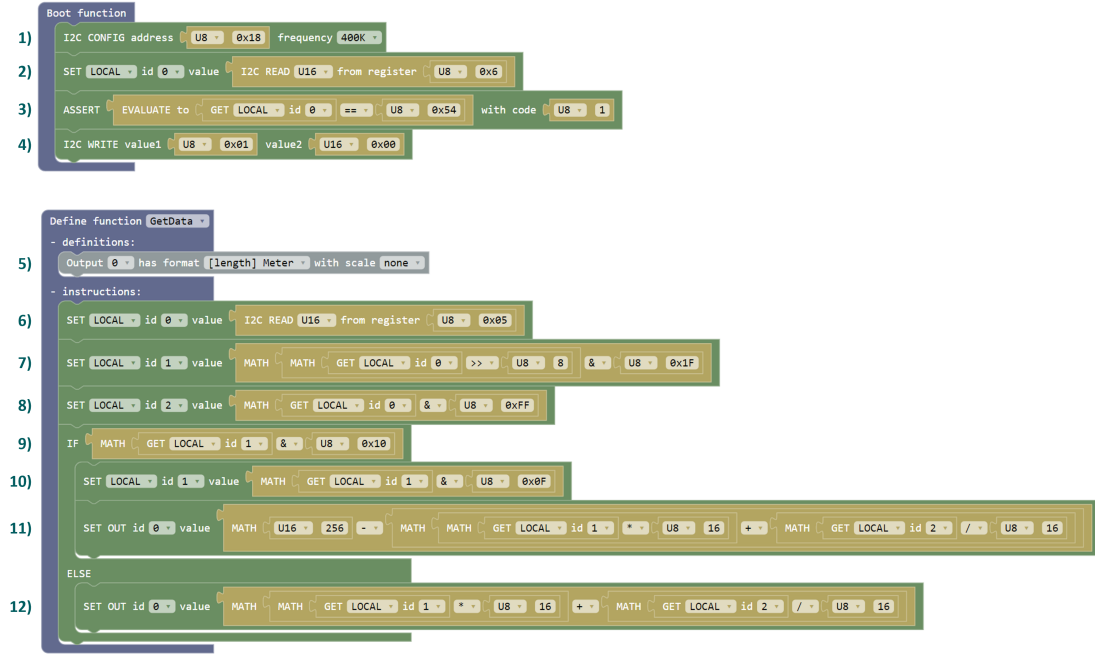 Boot function
1) I2C CONFIG address U8 0x18 frequency 400K
2) SET LOCAL id 0 value I2C READ U16 from register U8 0x6
3) ASSERT EVALUATE to GET LOCAL id 0 == U8 0x54 with code U8 1
4) I2C WRITE value1 U8 0x01 value2 U16 0x00
Define function GetData
- definitions:
5) Output 0 has format [length] Meter with scale none
- instructions:
6) SET LOCAL id 0 value I2C READ U16 from register U8 0x05
7) SET LOCAL id 1 value MATH MATH GET LOCAL id 0 >> U8 8 & U8 0x1F
8) SET LOCAL id 2 value MATH GET LOCAL id 0 & U8 0xFF
9) IF MATH GET LOCAL id 1 & U8 0x10
10) SET LOCAL id 1 value MATH GET LOCAL id 1 & U8 0x0F
11) SET OUT id 0 value MATH U16 256 - MATH MATH GET LOCAL id 1 * U8 16 + MATH GET LOCAL id 2 / U8 16
ELSE
12) SET OUT id 0 value MATH MATH GET LOCAL id 1 * U8 16 + MATH GET LOCAL id 2 / U8 16